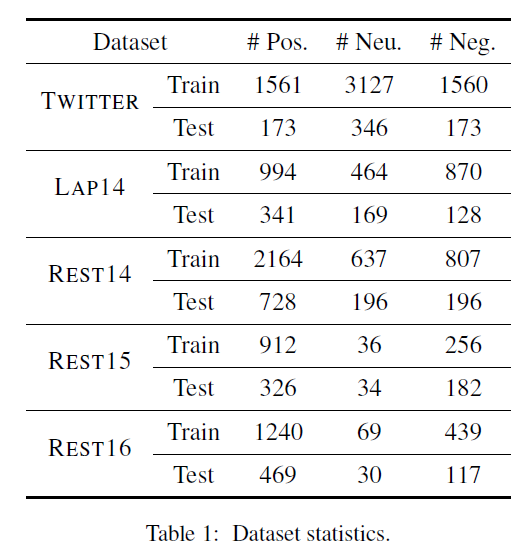 Dataset # Pos. # Neu. # Neg.
TWITTER Train 1561 3127 1560
Test 173 346 173
LAP14 Train 994 464 870
Test 341 169 128
REST14 Train 2164 637 807
Test 728 196 196
REST15 Train 912 36 256
Test 326 34 182
REST16 Train 1240 69 439
Test 469 30 117
Table 1: Dataset statistics.